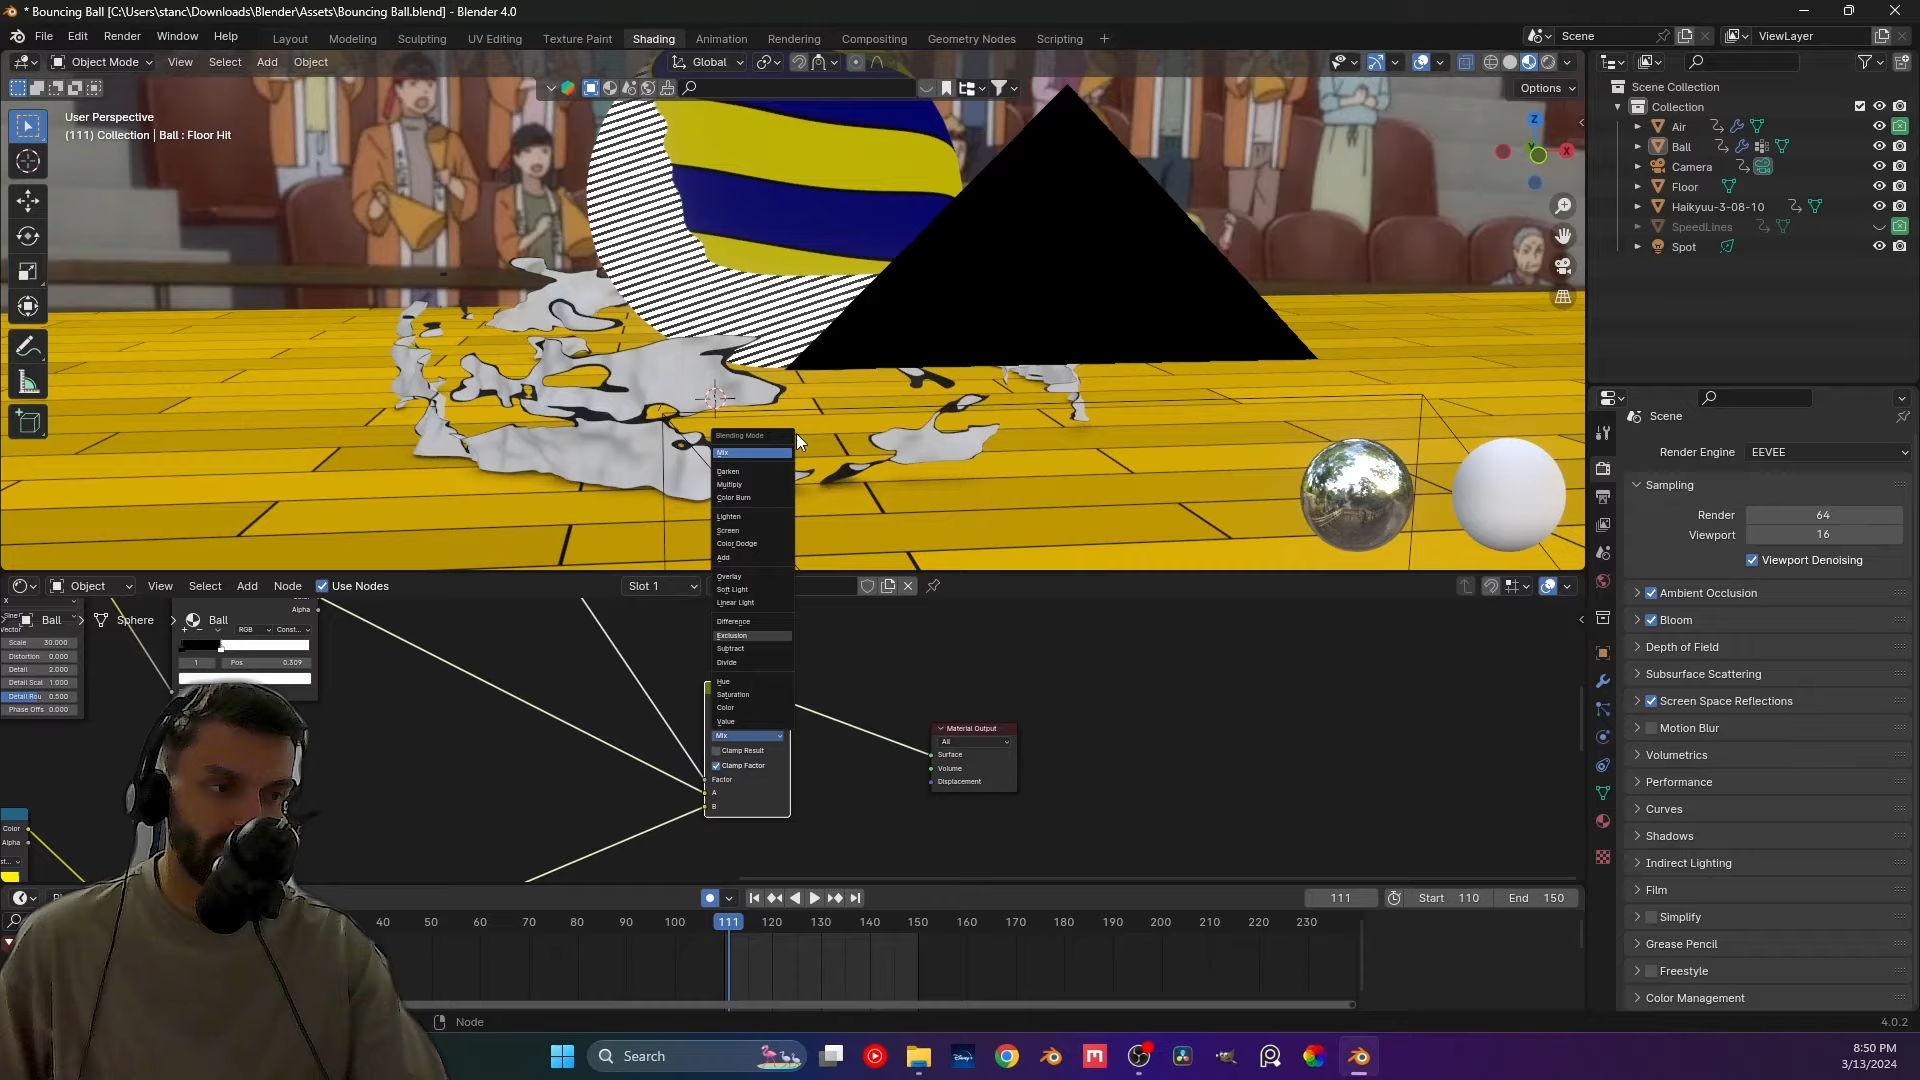 * Bouncing Ball [C:\Users\stanc\Downloads\Blender\Assets\Bouncing Ball.blend] - Blender 4.0
File Edit Render Window Help
Layout Modeling Sculpting UV Editing Texture Paint Shading Animation Rendering Compositing Geometry Nodes Scripting +
Scene ViewLayer
Object Mode View Select Add Object
Global
Options
User Perspective
(111) Collection | Ball : Floor Hit
Z
X
Scene Collection
Collection
Air
Ball
Camera
Floor
Haikyuu-3-08-10
SpeedLines
Spot
Scene
Render Engine EEVEE
Sampling
Render 64
Viewport 16
Viewport Denoising
Ambient Occlusion
Bloom
Depth of Field
Subsurface Scattering
Screen Space Reflections
Motion Blur
Volumetrics
Performance
Curves
Shadows
Indirect Lighting
Film
Simplify
Grease Pencil
Freestyle
Color Management
Blending Mode
Mix
Darken
Multiply
Color Burn
Lighten
Screen
Color Dodge
Add
Overlay
Soft Light
Linear Light
Difference
Exclusion
Subtract
Divide
Hue
Saturation
Color
Value
Mix
Clamp Result
Clamp Factor
Factor
A
B
Object View Select Add Node Use Nodes
Slot 1
Ball Sphere Ball
Alpha
RGB Const...
1 Pos 0.309
Vector
Scale 30.000
Distortion 0.000
Detail 2.000
Detail Scal 1.000
Detail Rou 0.500
Phase Offs 0.000
Color
Alpha
Material Output
All
Surface
Volume
Displacement
111 Start 110 End 150
40 50 60 70 80 90 100 111 120 130 140 150 160 170 180 190 200 210 220 230
Node
4.0.2
Search
8:50 PM
3/13/2024